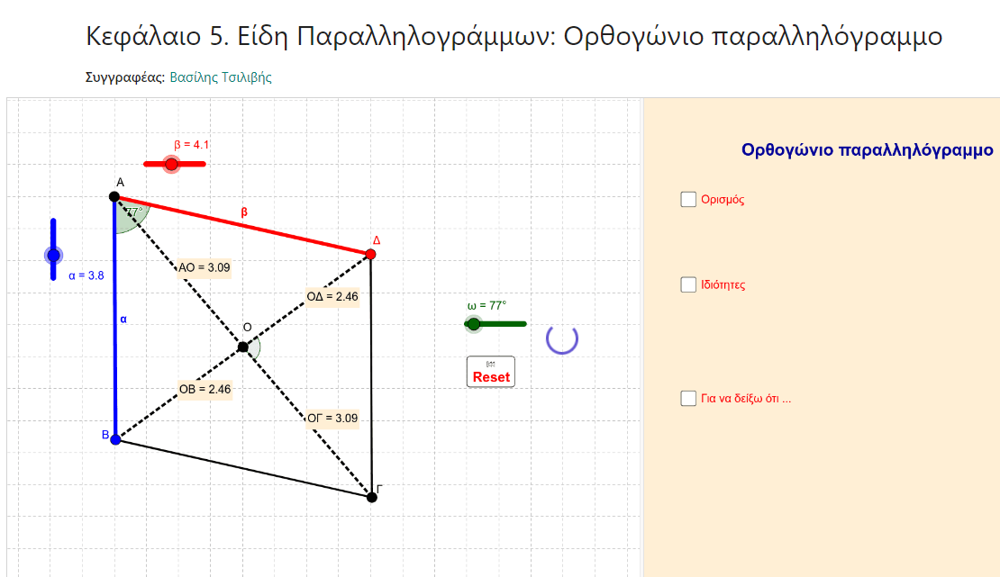 Κεφάλαιο 5. Είδη Παραλληλογράμμων: Ορθογώνιο παραλληλόγραμμο
Συγγραφέας: Βασίλης Τσιλιβής
β = 4.1
Ορθογώνιο παραλληλόγραμμο
Α
Ορισμός
77°
β
Δ
ΑΟ = 3.09
α = 3.8
Ιδιότητες
ΟΔ = 2.46
ω = 77°
α
Ο
Reset
ΟΒ = 2.46
Για να δείξω ότι ...
ΟΓ = 3.09
Β
Γ